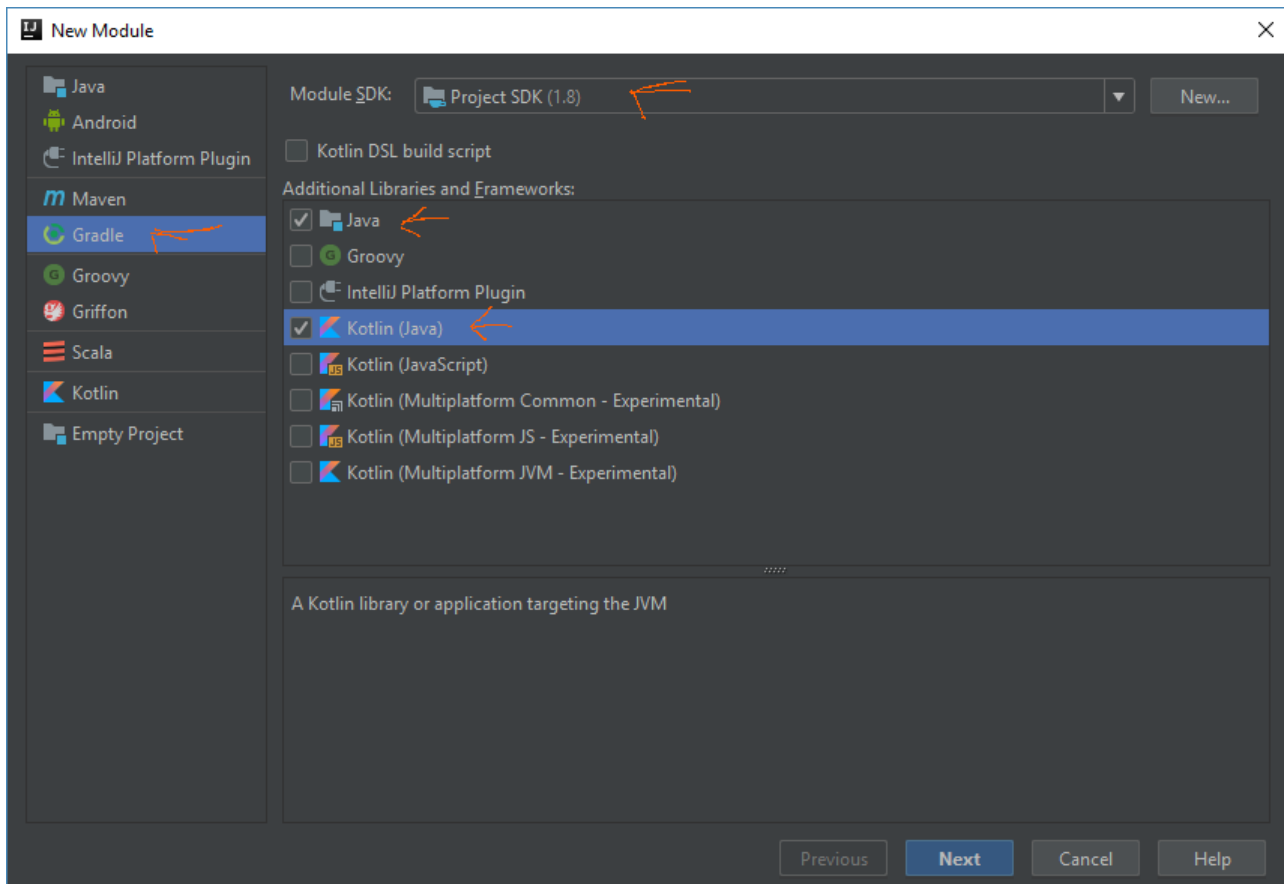 New Module
Java
Android
IntelliJ Platform Plugin
Maven
Gradle
Groovy
Griffon
Scala
Kotlin
Empty Project
Module SDK:
Project SDK (1.8)
New...
Kotlin DSL build script
Additional Libraries and Frameworks:
Java
Groovy
IntelliJ Platform Plugin
Kotlin (Java)
Kotlin (JavaScript)
Kotlin (Multiplatform Common - Experimental)
Kotlin (Multiplatform JS - Experimental)
Kotlin (Multiplatform JVM - Experimental)
A Kotlin library or application targeting the JVM
Previous
Next
Cancel
Help